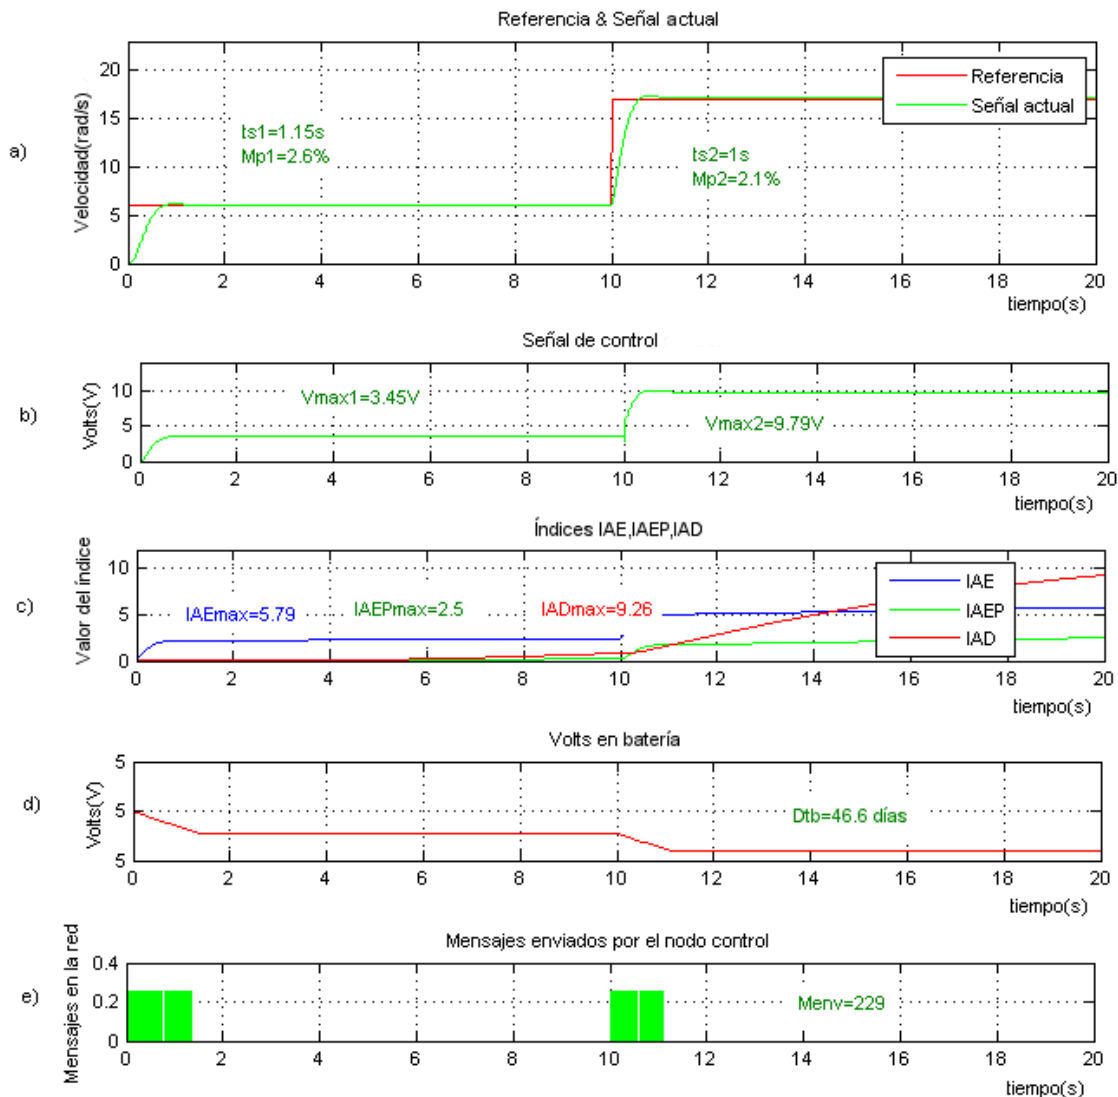 Referencia & Señal actual
a)
Velocidad(rad/s)
20
15
10
5
0
ts1=1.15s
Mp1=2.6%
ts2=1s
Mp2=2.1%
Referencia
Señal actual
0 2 4 6 8 10 12 14 16 18 20
tiempo(s)
Señal de control
b)
Volts(V)
10
5
0
Vmax1=3.45V
Vmax2=9.79V
0 2 4 6 8 10 12 14 16 18 20
tiempo(s)
Índices IAE,IAEP,IAD
c)
Valor del índice
10
5
0
IAEmax=5.79
IAEPmax=2.5
IADmax=9.26
IAE
IAEP
IAD
0 2 4 6 8 10 12 14 16 18 20
tiempo(s)
Volts en batería
d)
Volts(V)
5
5
5
Dtb=46.6 días
0 2 4 6 8 10 12 14 16 18 20
tiempo(s)
Mensajes enviados por el nodo control
e)
Mensajes en la red
0.4
0.2
0
Menv=229
0 2 4 6 8 10 12 14 16 18 20
tiempo(s)